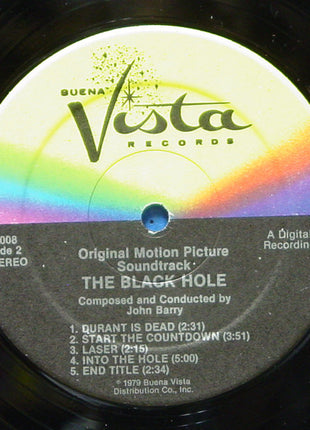 BUENA
Vista
RECORDS
008
de 2
EREO
A Digital
Recordin
Original Motion Picture
Soundtrack
THE BLACK HOLE
Composed and Conducted by
John Barry
1. DURANT IS DEAD (2:31)
2. START THE COUNTDOWN (3:51)
3. LASER (2:15)
4. INTO THE HOLE (5:00)
5. END TITLE (2:34)
© 1979 Buena Vista
Distribution Co., Inc.